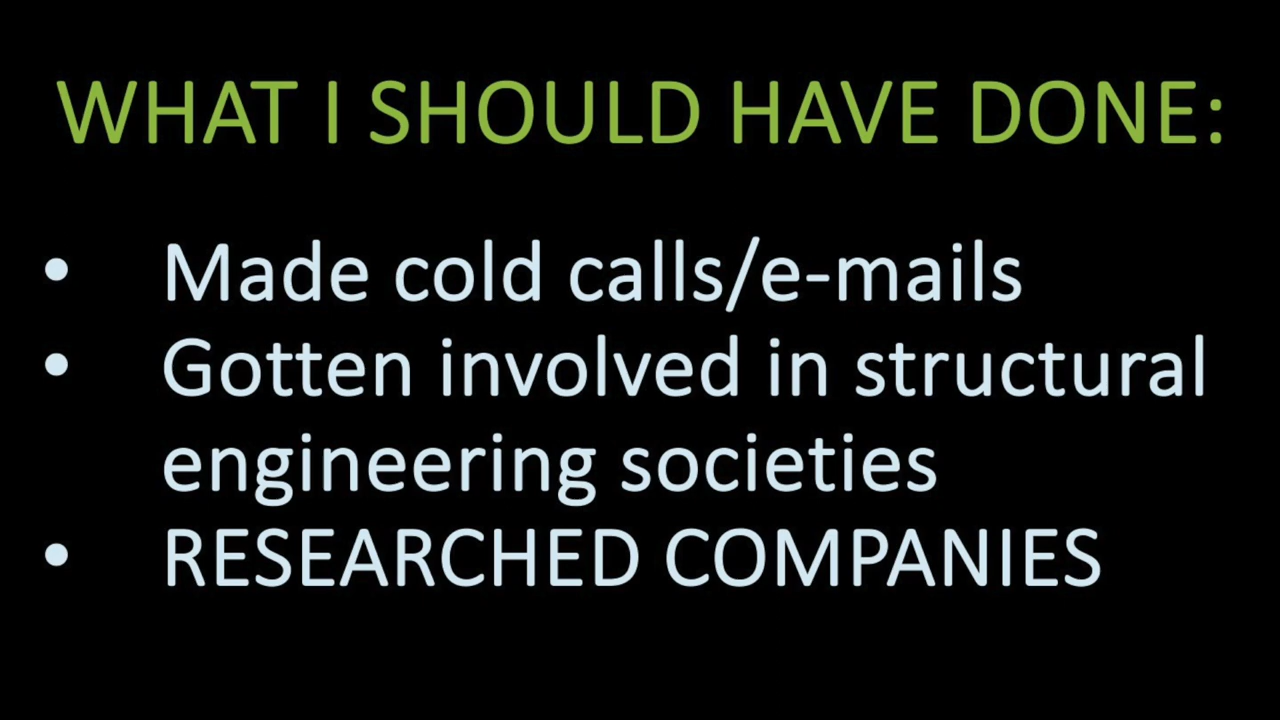 WHAT I SHOULD HAVE DONE:
• Made cold calls/e-mails
• Gotten involved in structural
engineering societies
• RESEARCHED COMPANIES